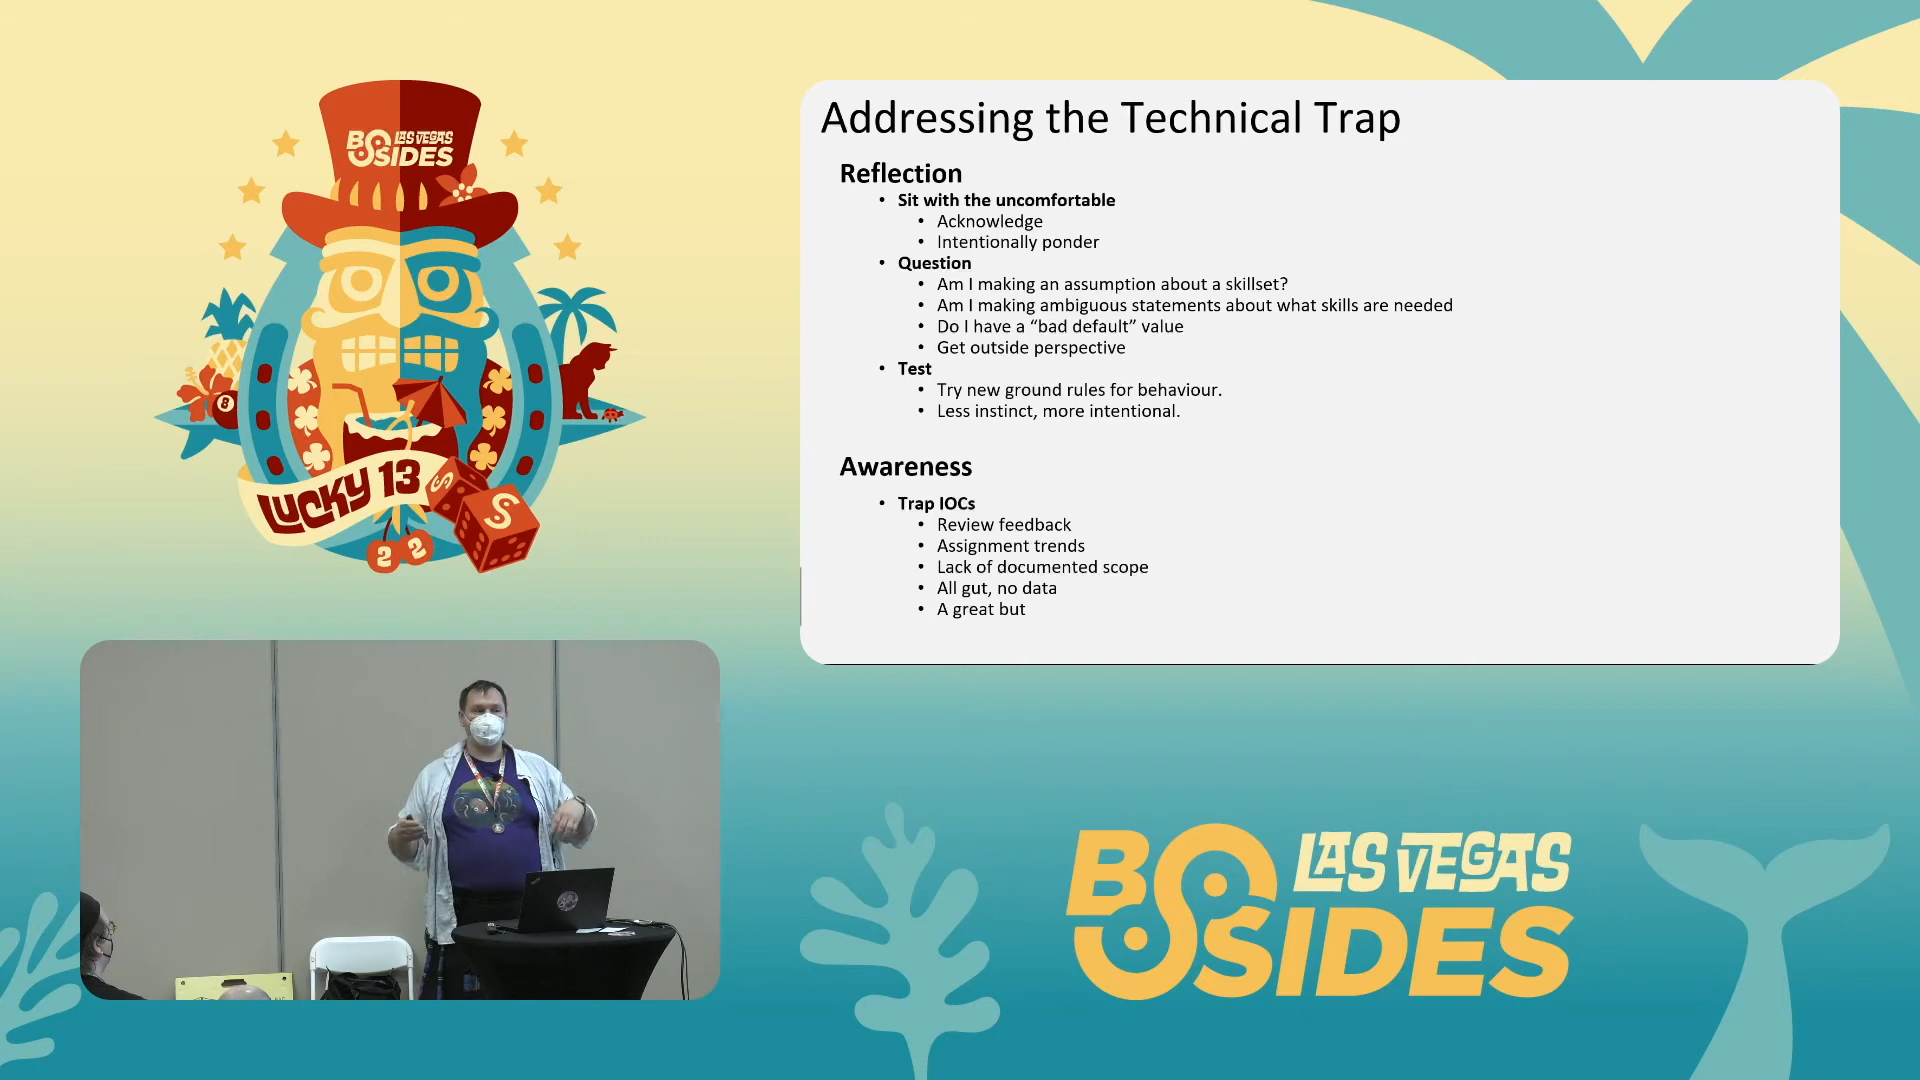 BSIDES LAS VEGAS
LUCKY 13
22
8
S
S
Addressing the Technical Trap
Reflection
• Sit with the uncomfortable
• Acknowledge
• Intentionally ponder
• Question
• Am I making an assumption about a skillset?
• Am I making ambiguous statements about what skills are needed
• Do I have a “bad default” value
• Get outside perspective
• Test
• Try new ground rules for behaviour.
• Less instinct, more intentional.
Awareness
• Trap IOCs
• Review feedback
• Assignment trends
• Lack of documented scope
• All gut, no data
• A great but
BSIDES LAS VEGAS